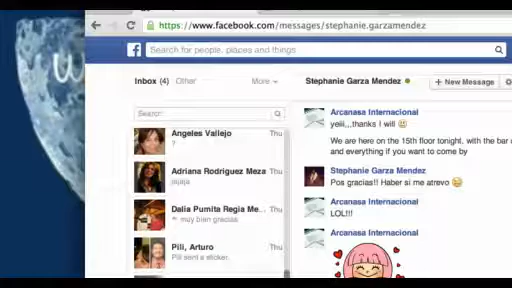 https://www.facebook.com/messages/stephanie.garzamendez
f Search for people, places and things
Inbox (4) Other More Stephanie Garza Mendez + New Message
Search
Angeles Vallejo Thu
?
Adriana Rodriguez Meza Thu
jajaja
Dalia Pumita Regia Me... Thu
muy bien gracias
Pili, Arturo Thu
Pili sent a sticker.
Arcanasa Internacional
yeiii,,,thanks I will
We are here on the 15th floor tonight, with the bar
and everything if you want to come by
Stephanie Garza Mendez
Pos gracias!! Haber si me atrevo
Arcanasa Internacional
LOL!!!
Arcanasa Internacional